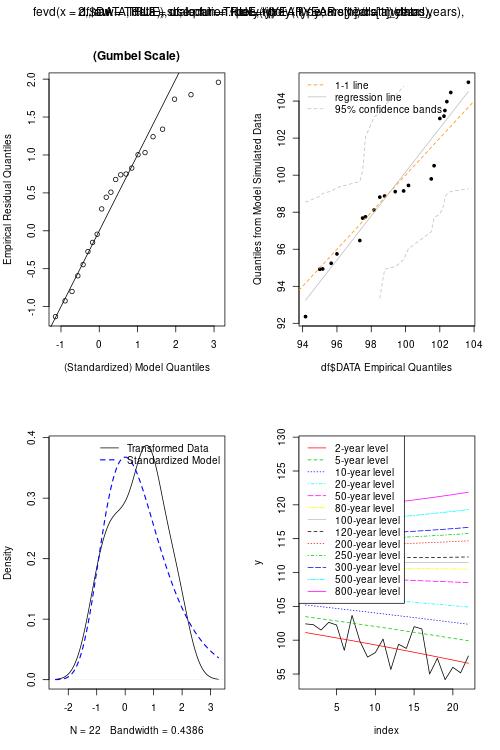 fevd(x =
(Gumbel Scale)
2.0
1.5
1.0
0.5
0.0
-0.5
-1.0
Empirical Residual Quantiles
-1 0 1 2 3
(Standardized) Model Quantiles
1-1 line
regression line
95% confidence bands
104
102
100
98
96
94
92
Quantiles from Model Simulated Data
94 96 98 100 102 104
df$DATA Empirical Quantiles
Transformed Data
Standardized Model
0.4
0.3
0.2
0.1
0.0
Density
-2 -1 0 1 2 3
N = 22 Bandwidth = 0.4386
2-year level
5-year level
10-year level
20-year level
50-year level
80-year level
100-year level
120-year level
200-year level
250-year level
300-year level
500-year level
800-year level
130
125
120
115
110
105
100
95
y
5 10 15 20
index